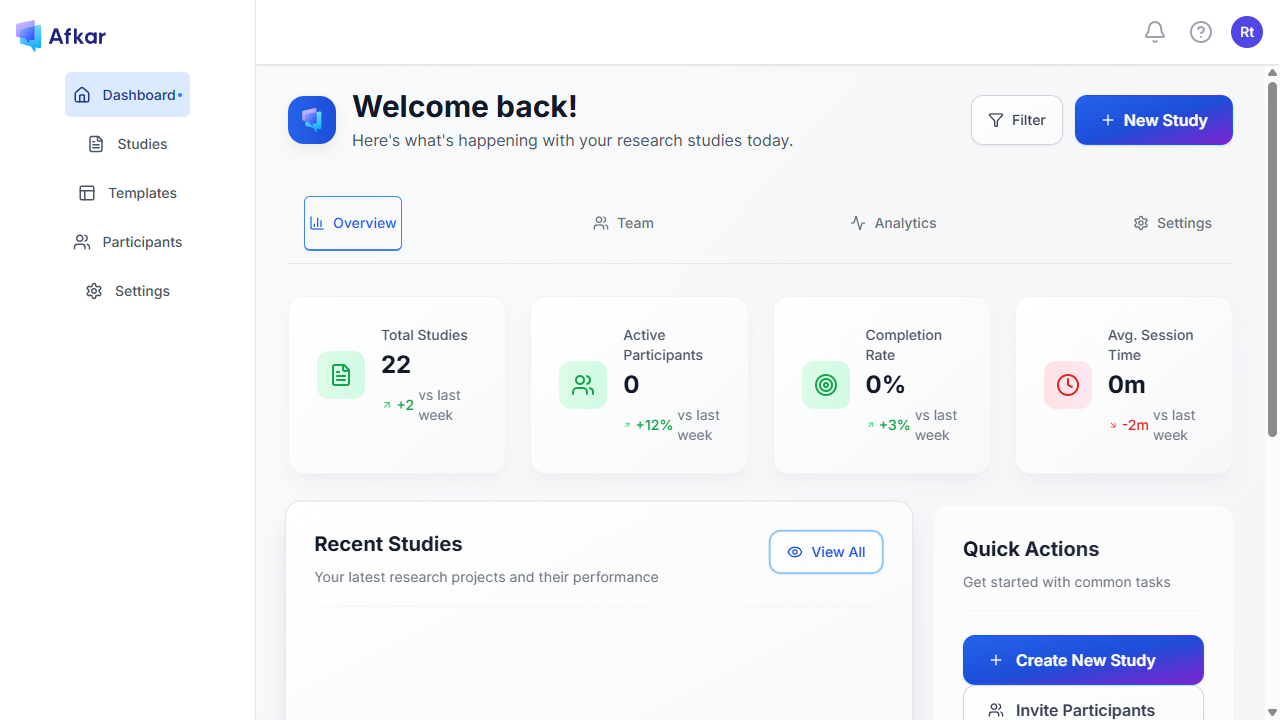 Afkar
Rt
Dashboard
Studies
Templates
Participants
Settings
Welcome back!
Here's what's happening with your research studies today.
Filter
New Study
Overview
Team
Analytics
Settings
Total Studies
22
+2 vs last
week
Active
Participants
0
+12% vs last
week
Completion
Rate
0%
+3% vs last
week
Avg. Session
Time
0m
-2m vs last
week
Recent Studies
Your latest research projects and their performance
View All
Quick Actions
Get started with common tasks
Create New Study
Invite Participants